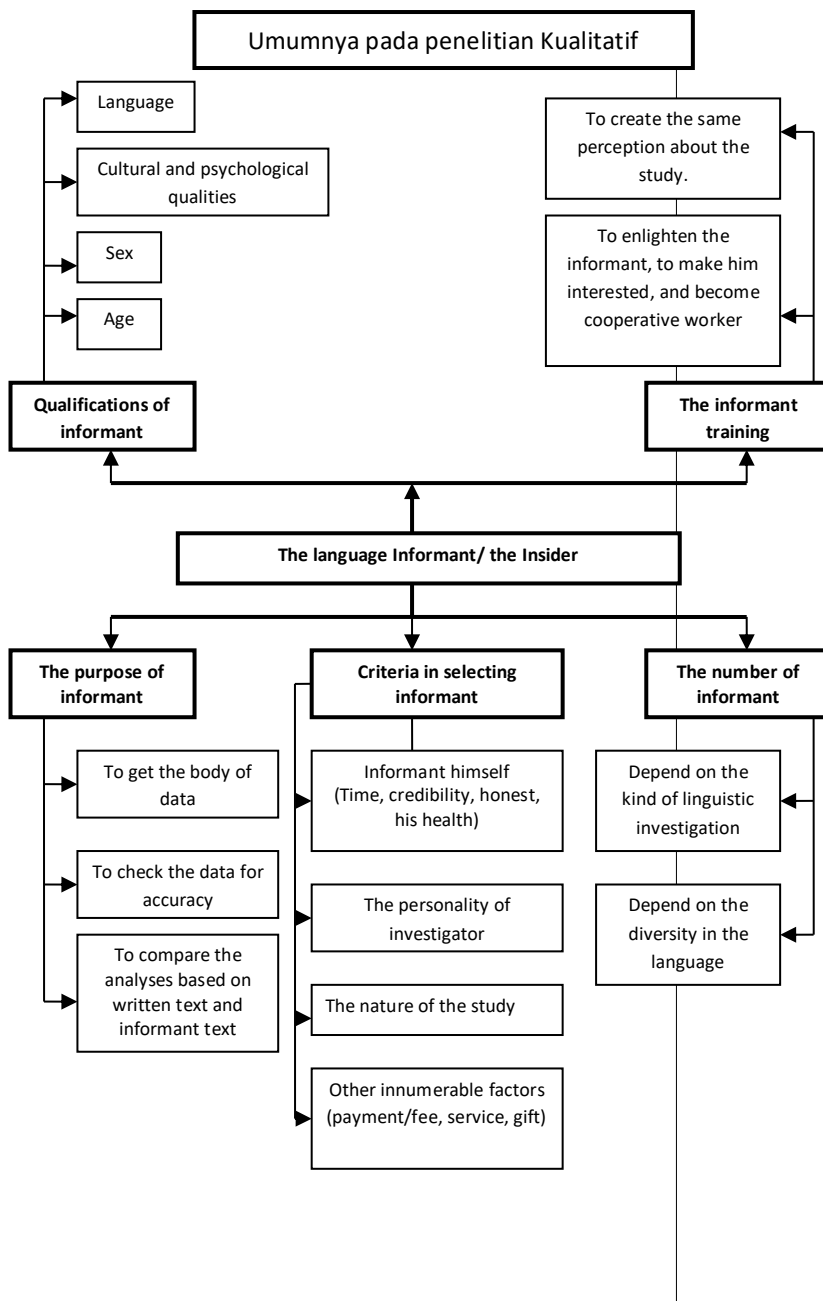 Umumnya pada penelitian Kualitatif
Language
Cultural and psychological
qualities
Sex
Age
Qualifications of
informant
To create the same
perception about the
study.
To enlighten the
informant, to make him
interested, and become
cooperative worker
The informant
training
The language Informant/ the Insider
The purpose of
informant
To get the body of
data
To check the data for
accuracy
To compare the
analyses based on
written text and
informant text
Criteria in selecting
informant
Informant himself
(Time, credibility, honest,
his health)
The personality of
investigator
The nature of the study
Other innumerable factors
(payment/fee, service, gift)
The number of
informant
Depend on the
kind of linguistic
investigation
Depend on the
diversity in the
language